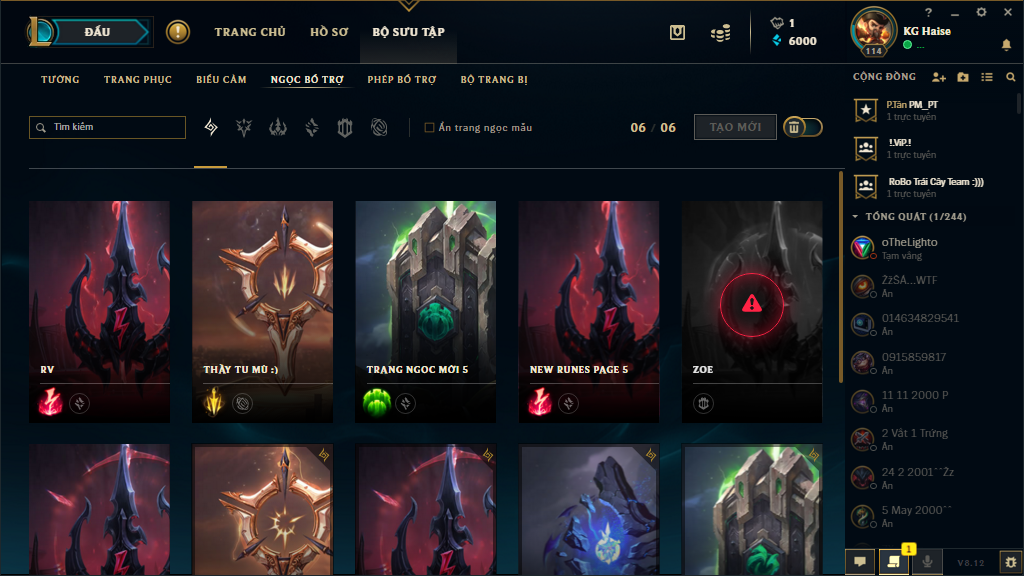 ĐẤU
TRANG CHỦ
HỒ SƠ
BỘ SƯU TẬP
1
6000
114
KG Haise
...
TƯỚNG
TRANG PHỤC
BIỂU CẢM
NGỌC BỔ TRỢ
PHÉP BỔ TRỢ
BỘ TRANG BỊ
Tìm kiếm
Ẩn trang ngọc mẫu
06 / 06
TẠO MỚI
RV
THẦY TU MÙ :)
TRANG NGỌC MỚI 5
NEW RUNES PAGE 5
ZOE
CỘNG ĐỒNG
P.Tân PM_PT
1 trực tuyến
!.ViP.!
1 trực tuyến
RoBo Trái Cây Team :)))
1 trực tuyến
TỔNG QUÁT (1/244)
oTheLighto
Tạm vắng
ŽžŠÁ...WTF
Ẩn
014634829541
Ẩn
0915859817
Ẩn
11 11 2000 P
Ẩn
2 Vật 1 Trứng
Ẩn
24 2 2001ˆˆŽz
Ẩn
5 May 2000ˆˆ
Ẩn
1
V8.12